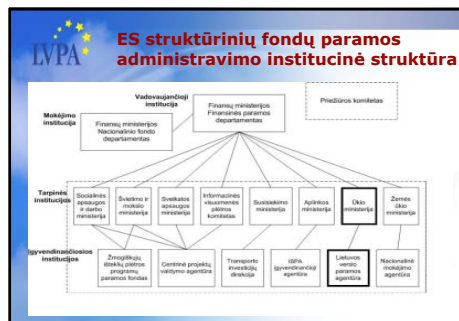 LVPA
ES struktūrinių fondų paramos
administravimo institucinė struktūra
Vadovaujančioji
institucija
Mokėjimo
institucija
Finansų ministerijos
Nacionalinio fondo
departamentas
Finansų ministerijos
Finansinės paramos
departamentas
Priežiūros komitetas
Tarpinės
institucijos
Socialinės
apsaugos
ir darbo
ministerija
Švietimo ir
mokslo
ministerija
Sveikatos
apsaugos
ministerija
Informacinės
visuomenės
plėtros
komitetas
Susisiekimo
ministerija
Aplinkos
ministerija
Ūkio
ministerija
Žemės
ūkio
ministerija
Įgyvendinančiosios
institucijos
Žmogiškųjų
išteklių plėtros
programų
paramos fondas
Centrinė projektų
valdymo agentūra
Transporto
investicijų
direkcija
ISPA
įgyvendinančioji
agentūra
Lietuvos
verslo
paramos
agentūra
Nacionalinė
mokėjimo
agentūra